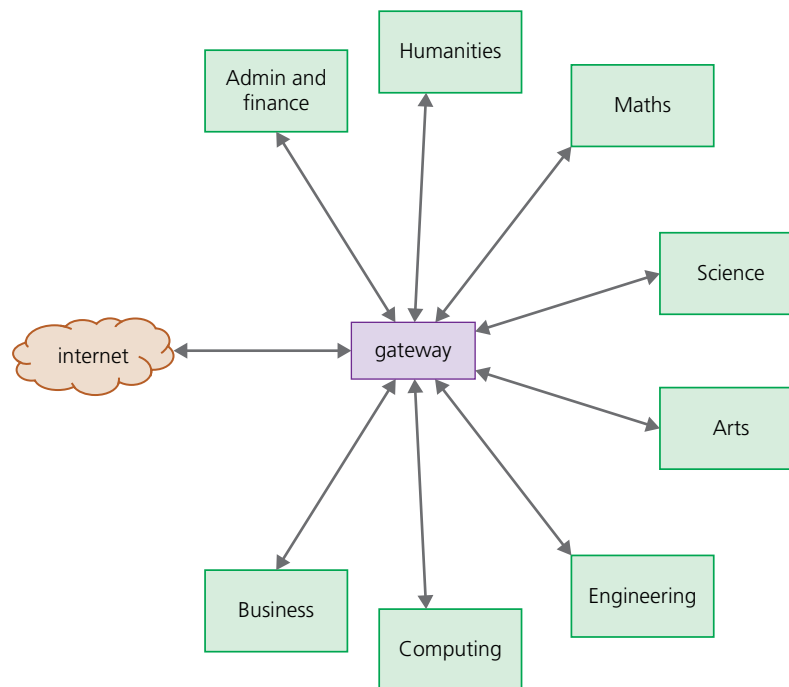 Humanities
Admin and
finance
Maths
Science
internet
gateway
Arts
Engineering
Business
Computing